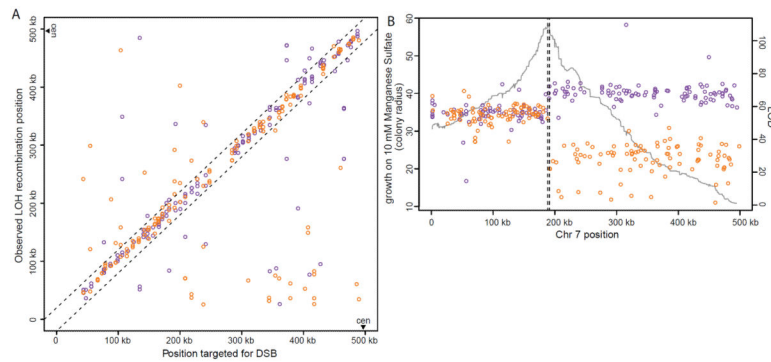 A
cen
500 kb
400 kb
300 kb
200 kb
100 kb
0
Observed LOH recombination position
0
100 kb
200 kb
300 kb
400 kb
500 kb
cen
Position targeted for DSB
B
60
50
40
30
20
10
growth on 10 mM Manganese Sulfate
(colony radius)
100
80
60
40
20
0
0
100 kb
200 kb
300 kb
400 kb
500 kb
Chr 7 position